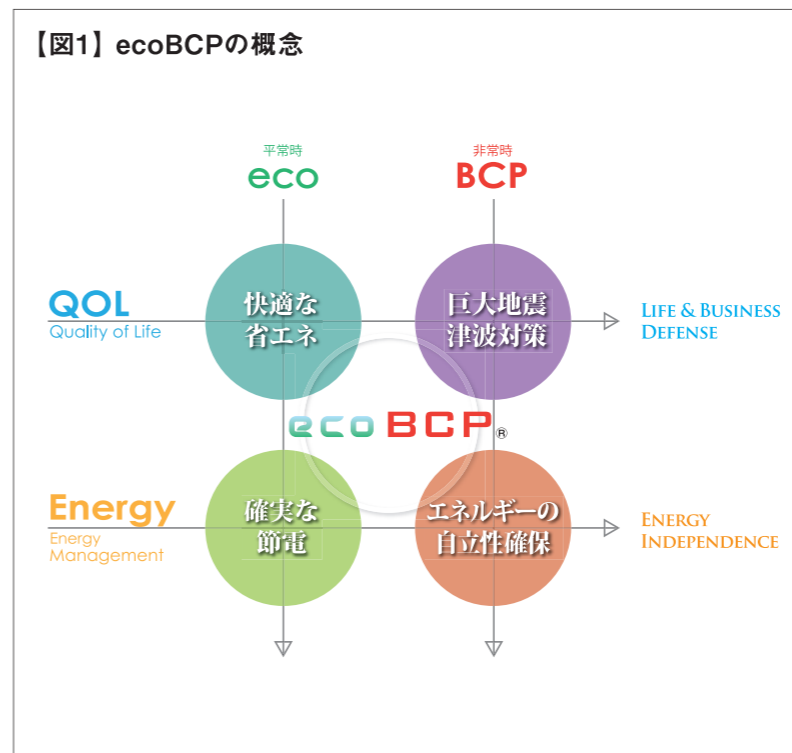 【図1】ecoBCPの概念
平常時
eco
非常時
BCP
QOL
Quality of Life
快適な
省エネ
巨大地震
津波対策
LIFE & BUSINESS
DEFENSE
eco BCP®
Energy
Energy
Management
確実な
節電
エネルギーの
自立性確保
ENERGY
INDEPENDENCE